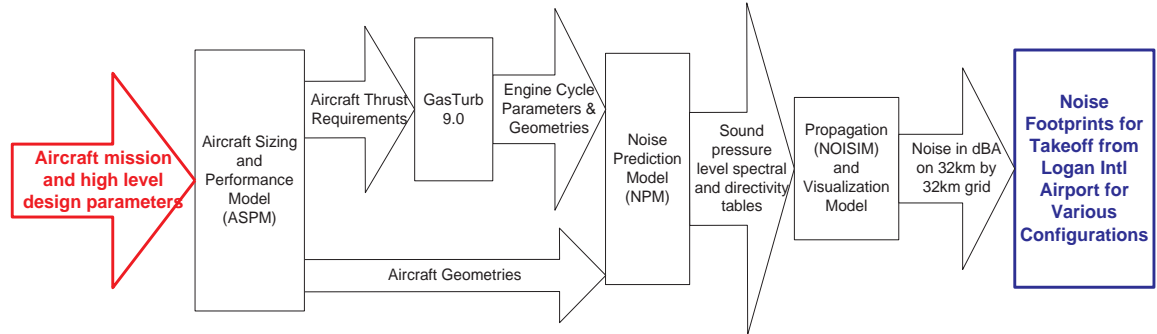 Aircraft mission
and high level
design parameters
Aircraft Sizing
and
Performance
Model
(ASPM)
Aircraft Thrust
Requirements
GasTurb
9.0
Engine Cycle
Parameters &
Geometries
Aircraft Geometries
Noise
Prediction
Model
(NPM)
Sound
pressure
level spectral
and directivity
tables
Propagation
(NOISIM)
and
Visualization
Model
Noise in dBA
on 32km by
32km grid
Noise
Footprints for
Takeoff from
Logan Intl
Airport for
Various
Configurations